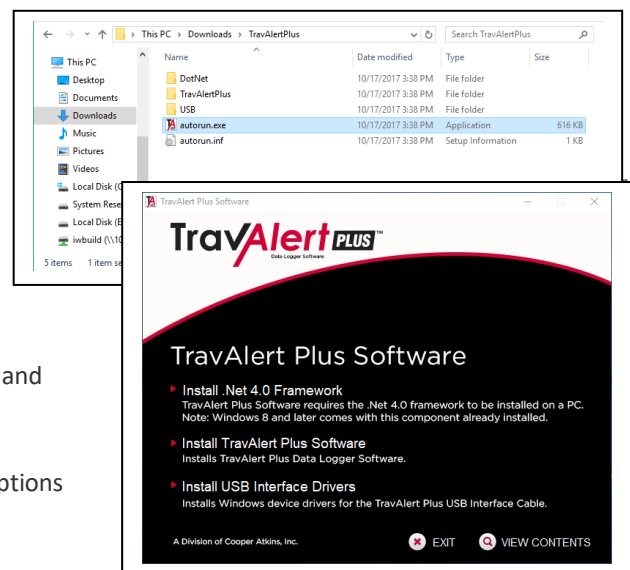 This PC > Downloads > TravAlertPlus
Search TravAlertPlus
Name Date modified Type Size
This PC
Desktop
Documents
Downloads
Music
Pictures
Videos
Local Disk (C
System Rese
Local Disk (E
iwbuild (\\10
DotNet 10/17/2017 3:38 PM File folder
TravAlertPlus 10/17/2017 3:38 PM File folder
USB 10/17/2017 3:38 PM File folder
autorun.exe 10/17/2017 3:38 PM Application 616 KB
autorun.inf 10/17/2017 3:38 PM Setup Information 1 KB
5 items 1 item se
TravAlert Plus Software
TravAlert PLUS™
Data Logger Software
TravAlert Plus Software
Install .Net 4.0 Framework
TravAlert Plus Software requires the .Net 4.0 framework to be installed on a PC.
Note: Windows 8 and later comes with this component already installed.
Install TravAlert Plus Software
Installs TravAlert Plus Data Logger Software.
Install USB Interface Drivers
Installs Windows device drivers for the TravAlert Plus USB Interface Cable.
A Division of Cooper Atkins, Inc. EXIT VIEW CONTENTS
and
ptions